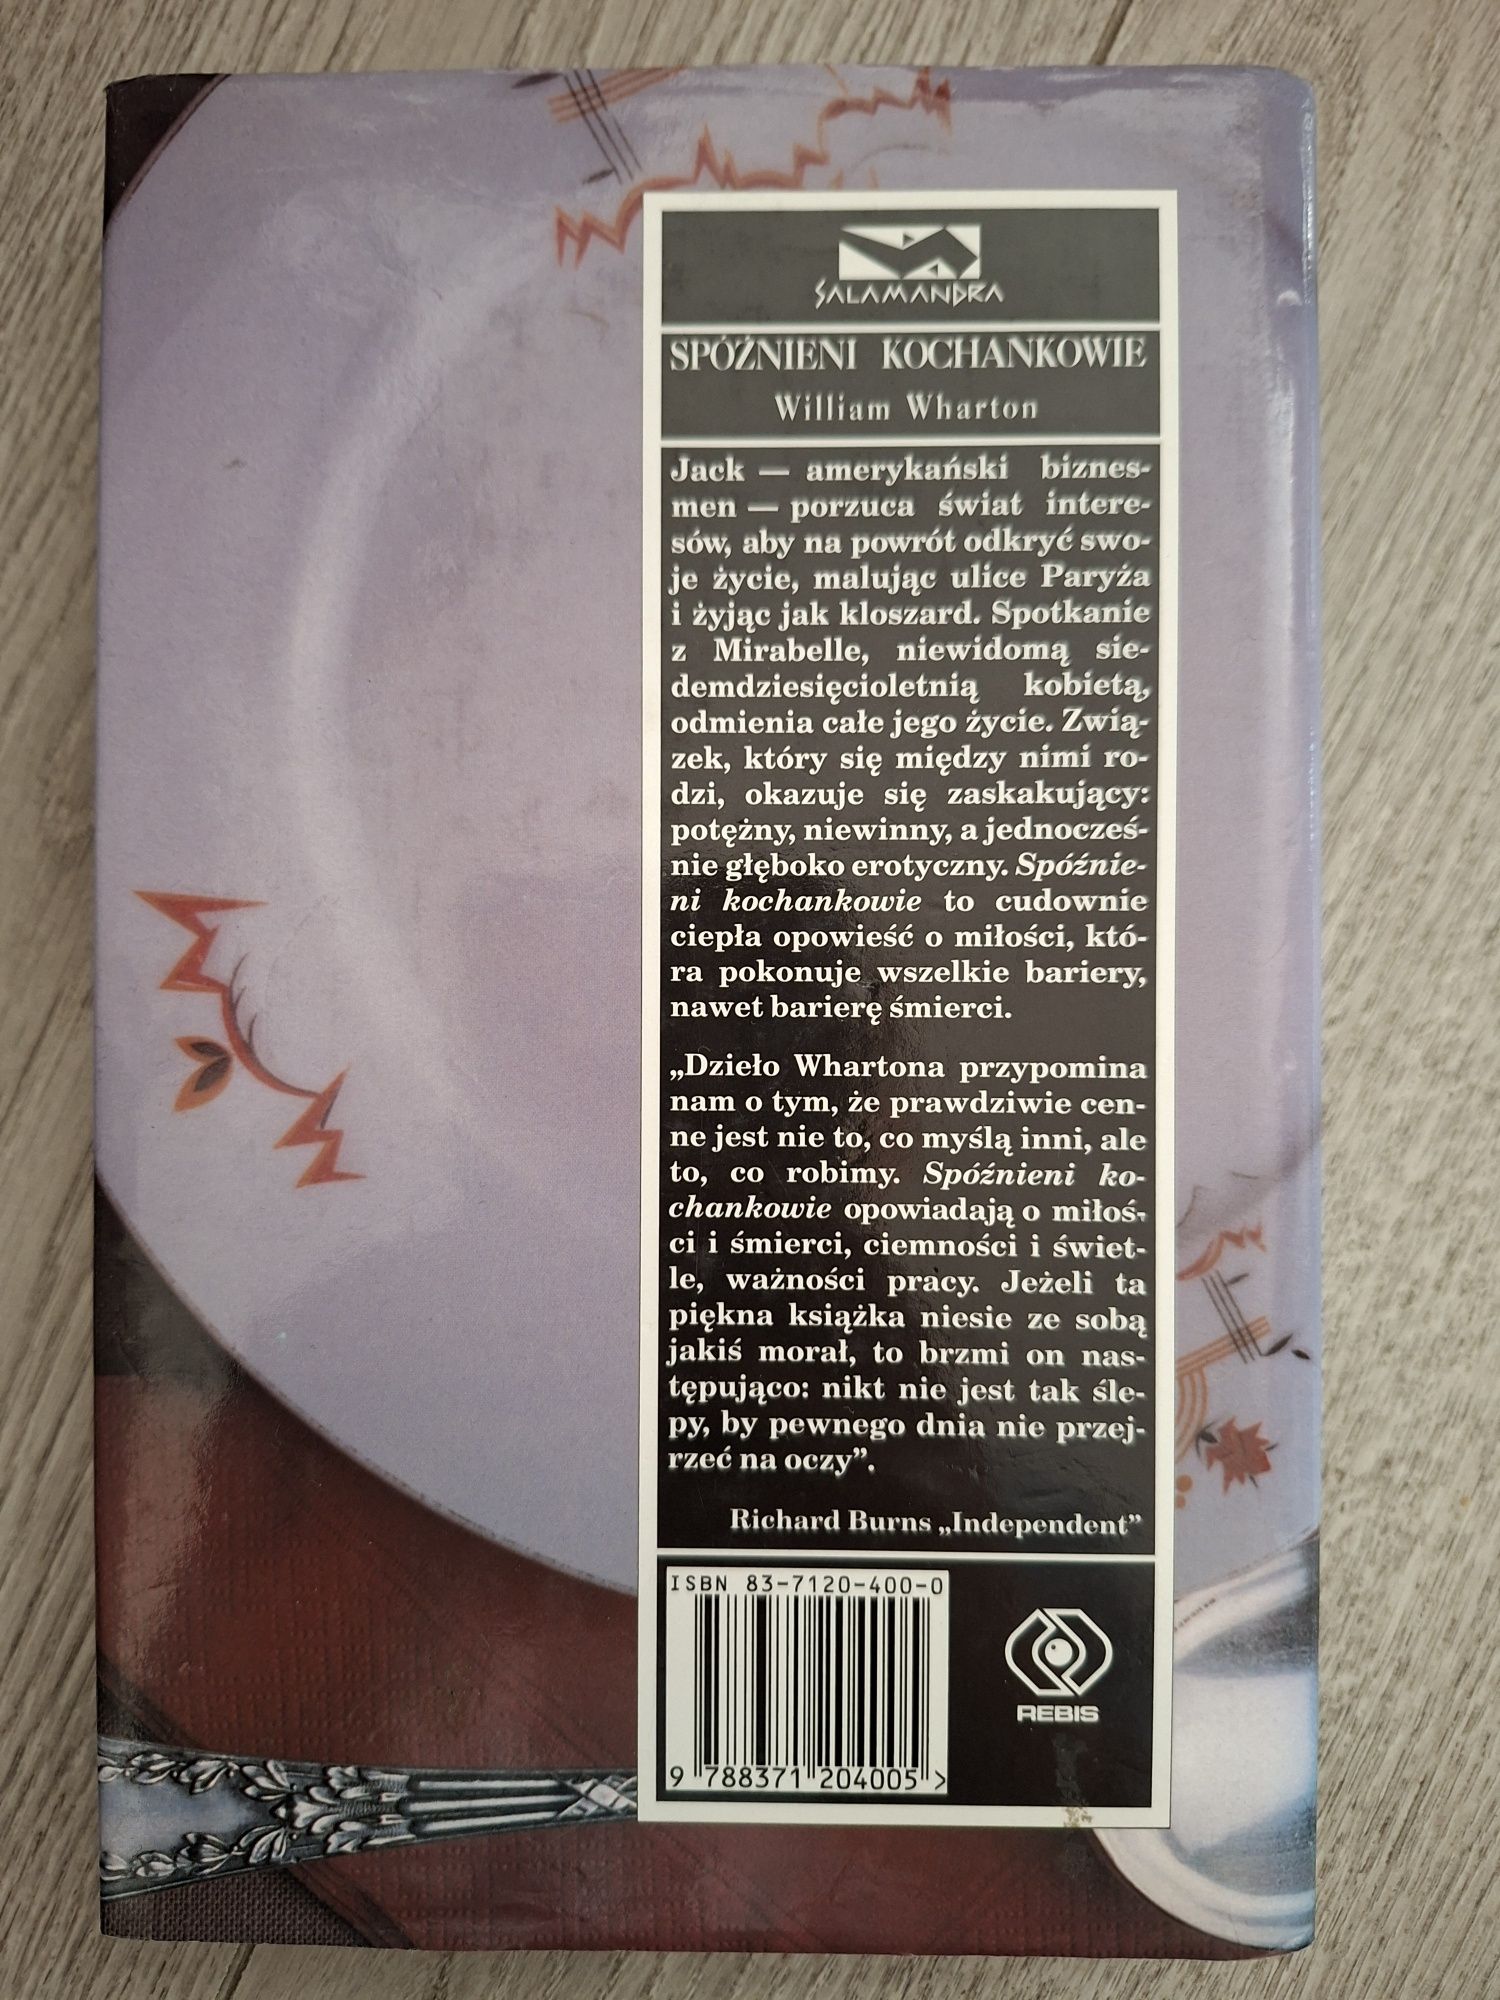 SALAMANDRA
SPÓŹNIENI KOCHANKOWIE
William Wharton
Jack — amerykański biznes-
men — porzuca świat intere-
sów, aby na powrót odkryć swo-
je życie, malując ulice Paryża
i żyjąc jak kloszard. Spotkanie
z Mirabelle, niewidomą sie-
demdziesięcioletnią kobietą,
odmienia całe jego życie. Zwią-
zek, który się między nimi ro-
dzi, okazuje się zaskakujący:
potężny, niewinny, a jednocześ-
nie głęboko erotyczny. Spóźnie-
ni kochankowie to cudownie
ciepła opowieść o miłości, któ-
ra pokonuje wszelkie bariery,
nawet barierę śmierci.
„Dzieło Whartona przypomina
nam o tym, że prawdziwie cen-
ne jest nie to, co myślą inni, ale
to, co robimy. Spóźnieni ko-
chankowie opowiadają o miłoś-
ci i śmierci, ciemności i świet-
le, ważności pracy. Jeżeli ta
piękna książka niesie ze sobą
jakiś morał, to brzmi on nas-
tępująco: nikt nie jest tak śle-
py, by pewnego dnia nie przej-
rzeć na oczy”.
Richard Burns „Independent”
ISBN 83-7120-400-0
9 788371 204005 >
REBIS